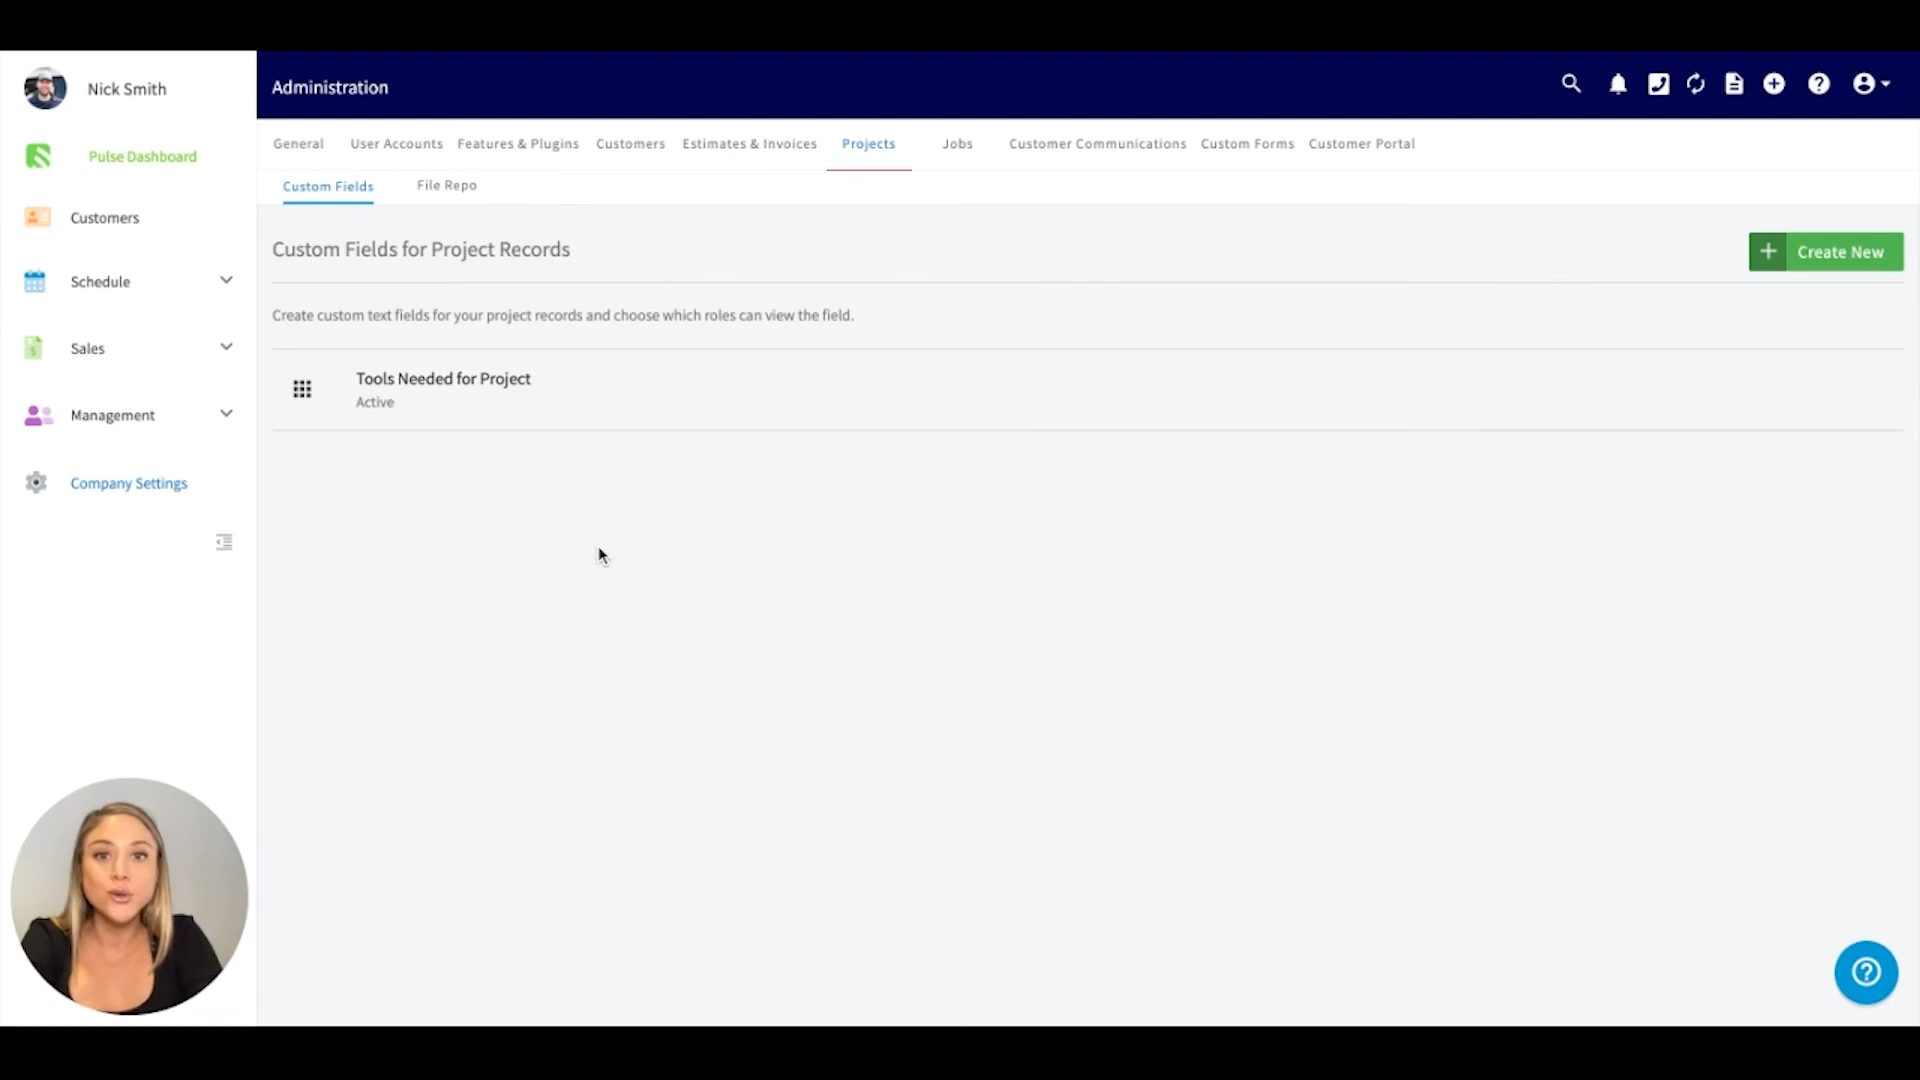 Nick Smith
Administration
General User Accounts Features & Plugins Customers Estimates & Invoices Projects Jobs Customer Communications Custom Forms Customer Portal
Pulse Dashboard
Custom Fields File Repo
Customers
Custom Fields for Project Records
Create New
Schedule
Create custom text fields for your project records and choose which roles can view the field.
Sales
Tools Needed for Project
Active
Management
Company Settings